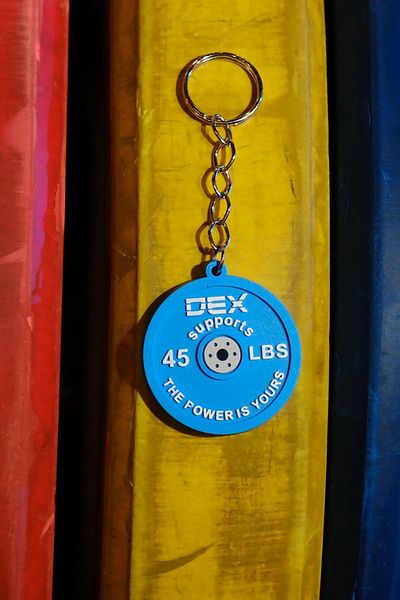 DEX
supports
45 LBS
THE POWER IS YOURS